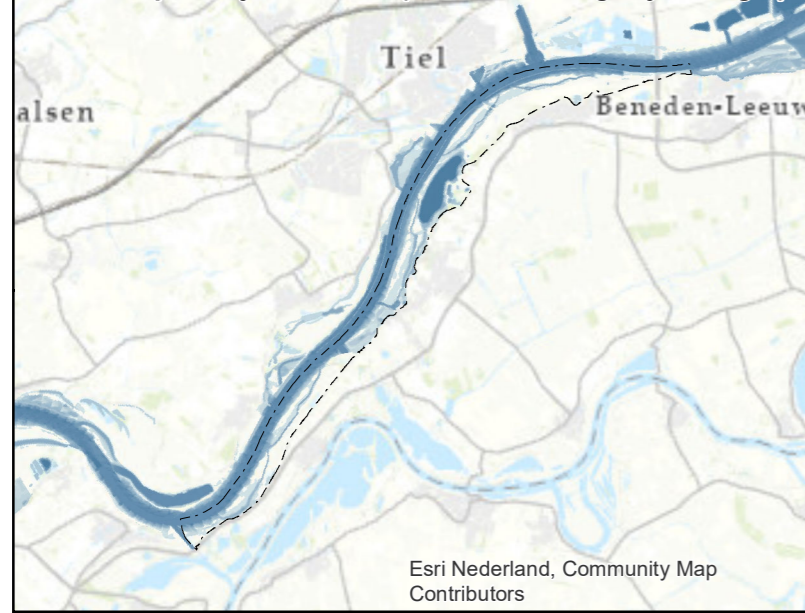 Tiel
alsen
Beneden-Leeuw
Esri Nederland, Community Map
Contributors